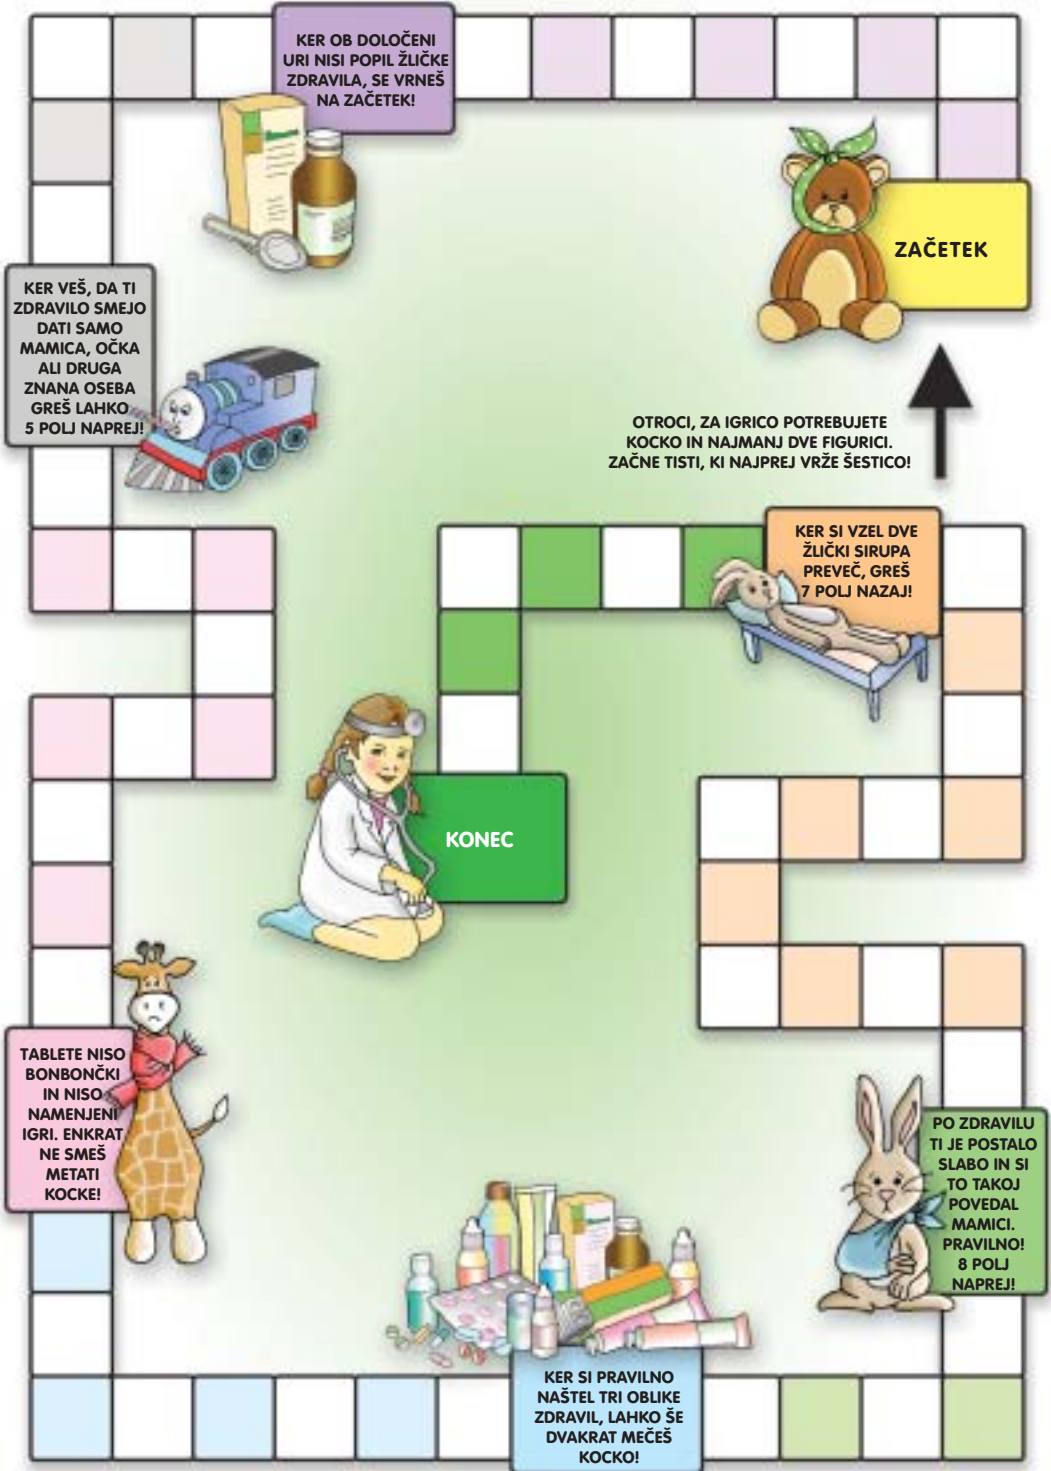 KER OB DOLOČENI
URI NISI POPIL ŽLIČKE
ZDRAVILA, SE VRNEŠ
NA ZAČETEK!
ZAČETEK
KER VEŠ, DA TI
ZDRAVILO SMEJO
DATI SAMO
MAMICA, OČKA
ALI DRUGA
ZNANA OSEBA
GREŠ LAHKO
5 POLJ NAPREJ!
OTROCI, ZA IGRICO POTREBUJETE
KOCKO IN NAJMANJ DVE FIGURICI.
ZAČNE TISTI, KI NAJPREJ VRŽE ŠESTICO!
KER SI VZEL DVE
ŽLIČKI SIRUPA
PREVEČ, GREŠ
7 POLJ NAZAJ!
KONEC
TABLETE NISO
BONBONČKI
IN NISO
NAMENJENI
IGRI. ENKRAT
NE SMEŠ
METATI
KOCKE!
PO ZDRAVILU
TI JE POSTALO
SLABO IN SI
TO TAKOJ
POVEDAL
MAMICI.
PRAVILNO!
8 POLJ
NAPREJ!
KER SI PRAVILNO
NAŠTEL TRI OBLIKE
ZDRAVIL, LAHKO ŠE
DVAKRAT MEČEŠ
KOCKO!